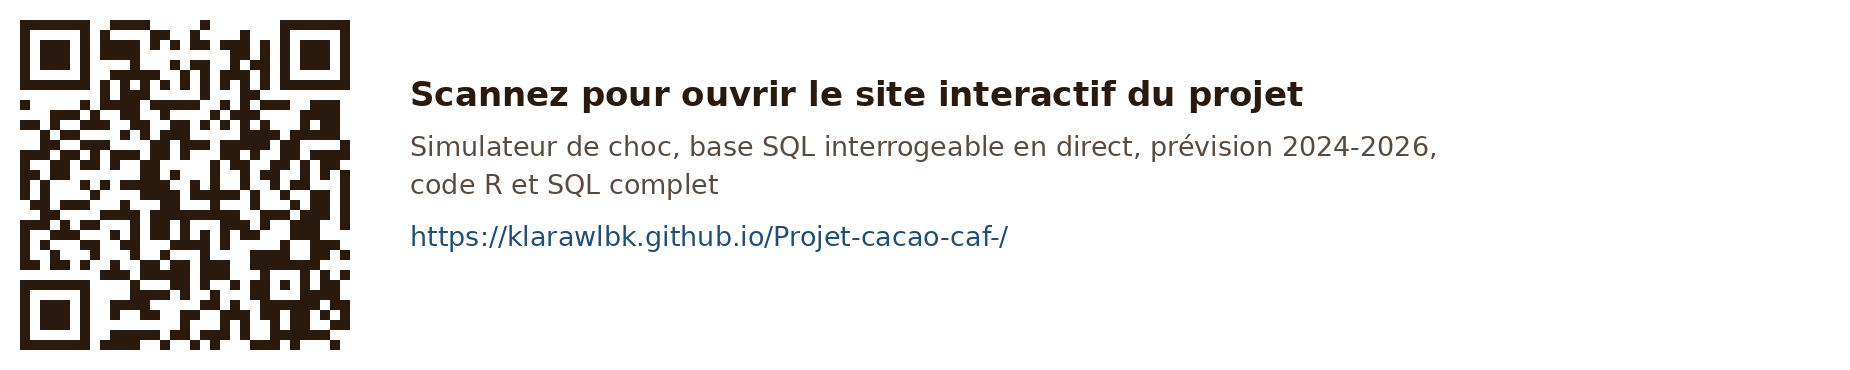 Scannez pour ouvrir le site interactif du projet
Simulateur de choc, base SQL interrogeable en direct, prévision 2024-2026,
code R et SQL complet
https://klarawlbk.github.io/Projet-cacao-caf-/